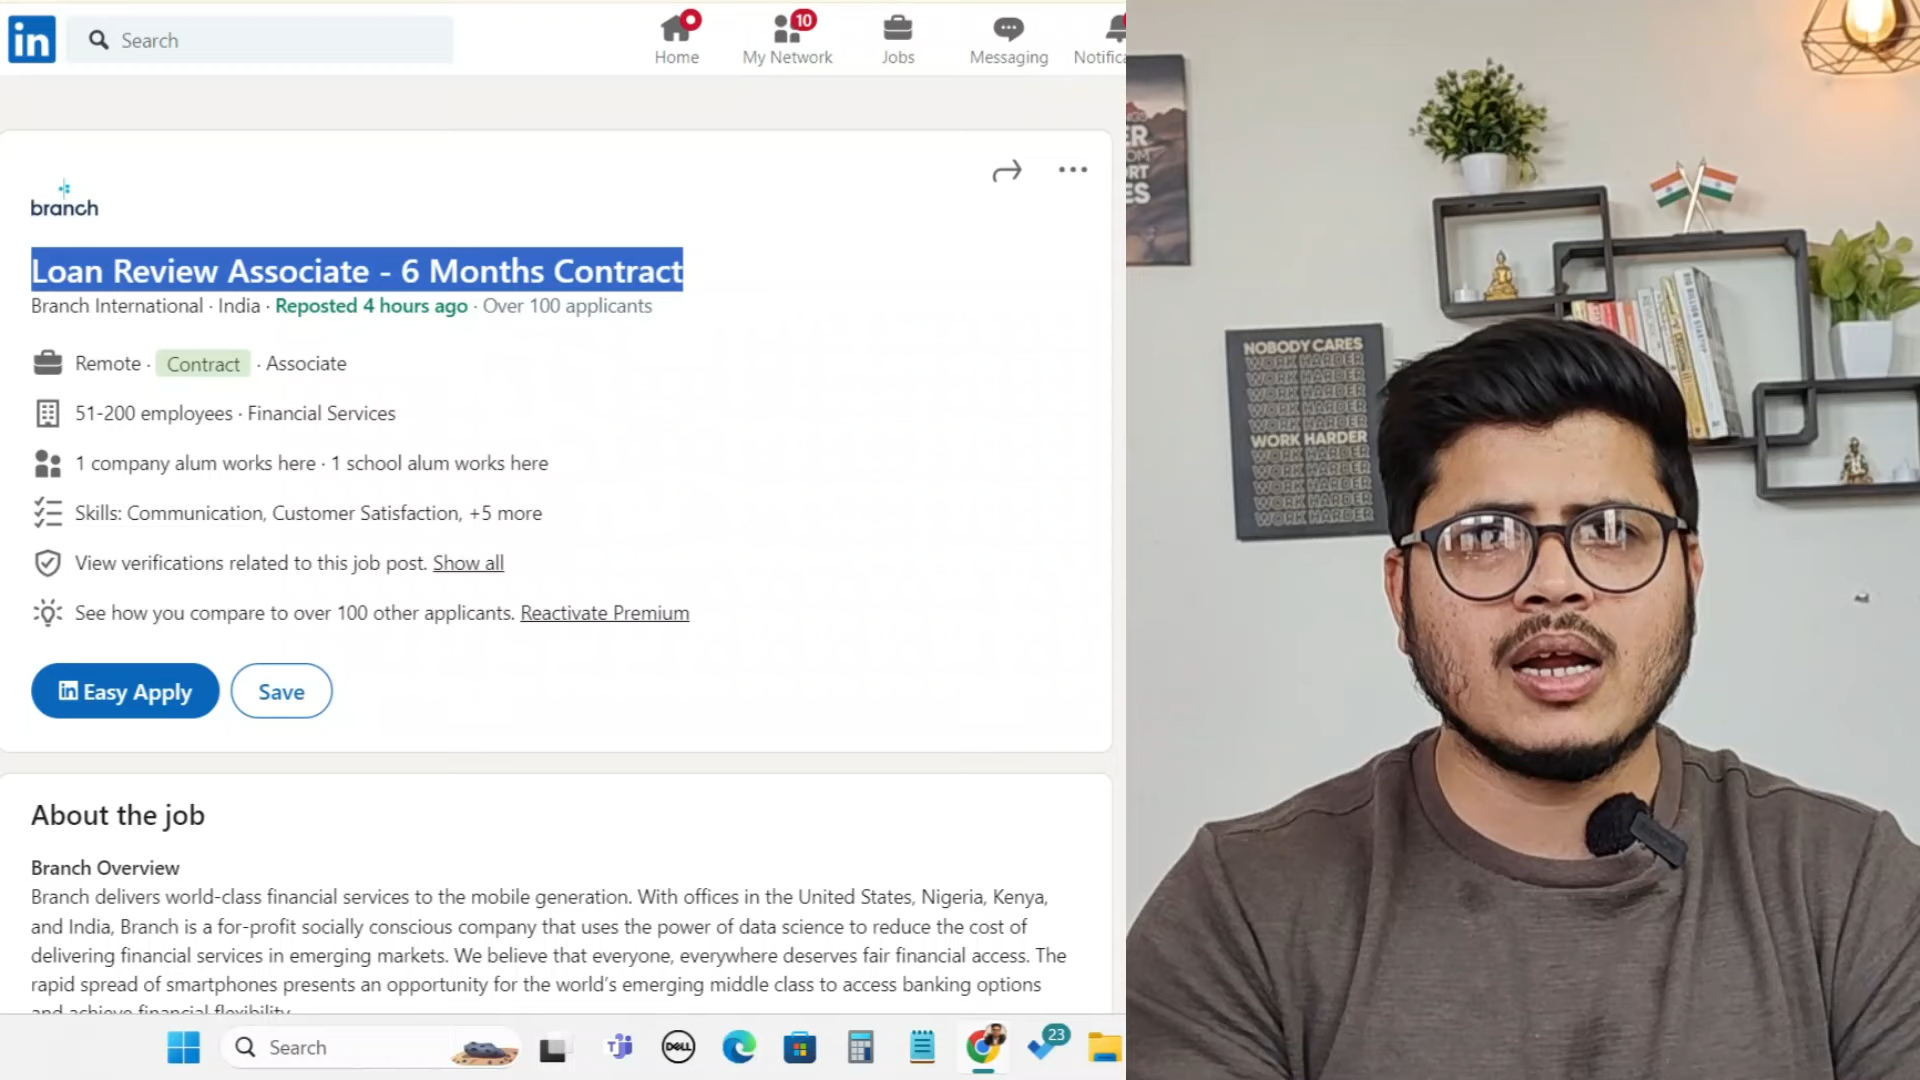 in
Search
Home
10
My Network
Jobs
Messaging
Notifica
branch
Loan Review Associate - 6 Months Contract
Branch International · India · Reposted 4 hours ago · Over 100 applicants
Remote · Contract · Associate
51-200 employees · Financial Services
1 company alum works here · 1 school alum works here
Skills: Communication, Customer Satisfaction, +5 more
View verifications related to this job post. Show all
See how you compare to over 100 other applicants. Reactivate Premium
in Easy Apply
Save
About the job
Branch Overview
Branch delivers world-class financial services to the mobile generation. With offices in the United States, Nigeria, Kenya,
and India, Branch is a for-profit socially conscious company that uses the power of data science to reduce the cost of
delivering financial services in emerging markets. We believe that everyone, everywhere deserves fair financial access. The
rapid spread of smartphones presents an opportunity for the world's emerging middle class to access banking options
and achieve financial flexibility.
Search
DELL
23
NOBODY CARES
WORK HARDER
WORK HARDER
WORK HARDER
WORK HARDER
WORK HARDER
WORK HARDER
WORK HARDER
WORK HARDER
WORK HARDER
WORK HARDER